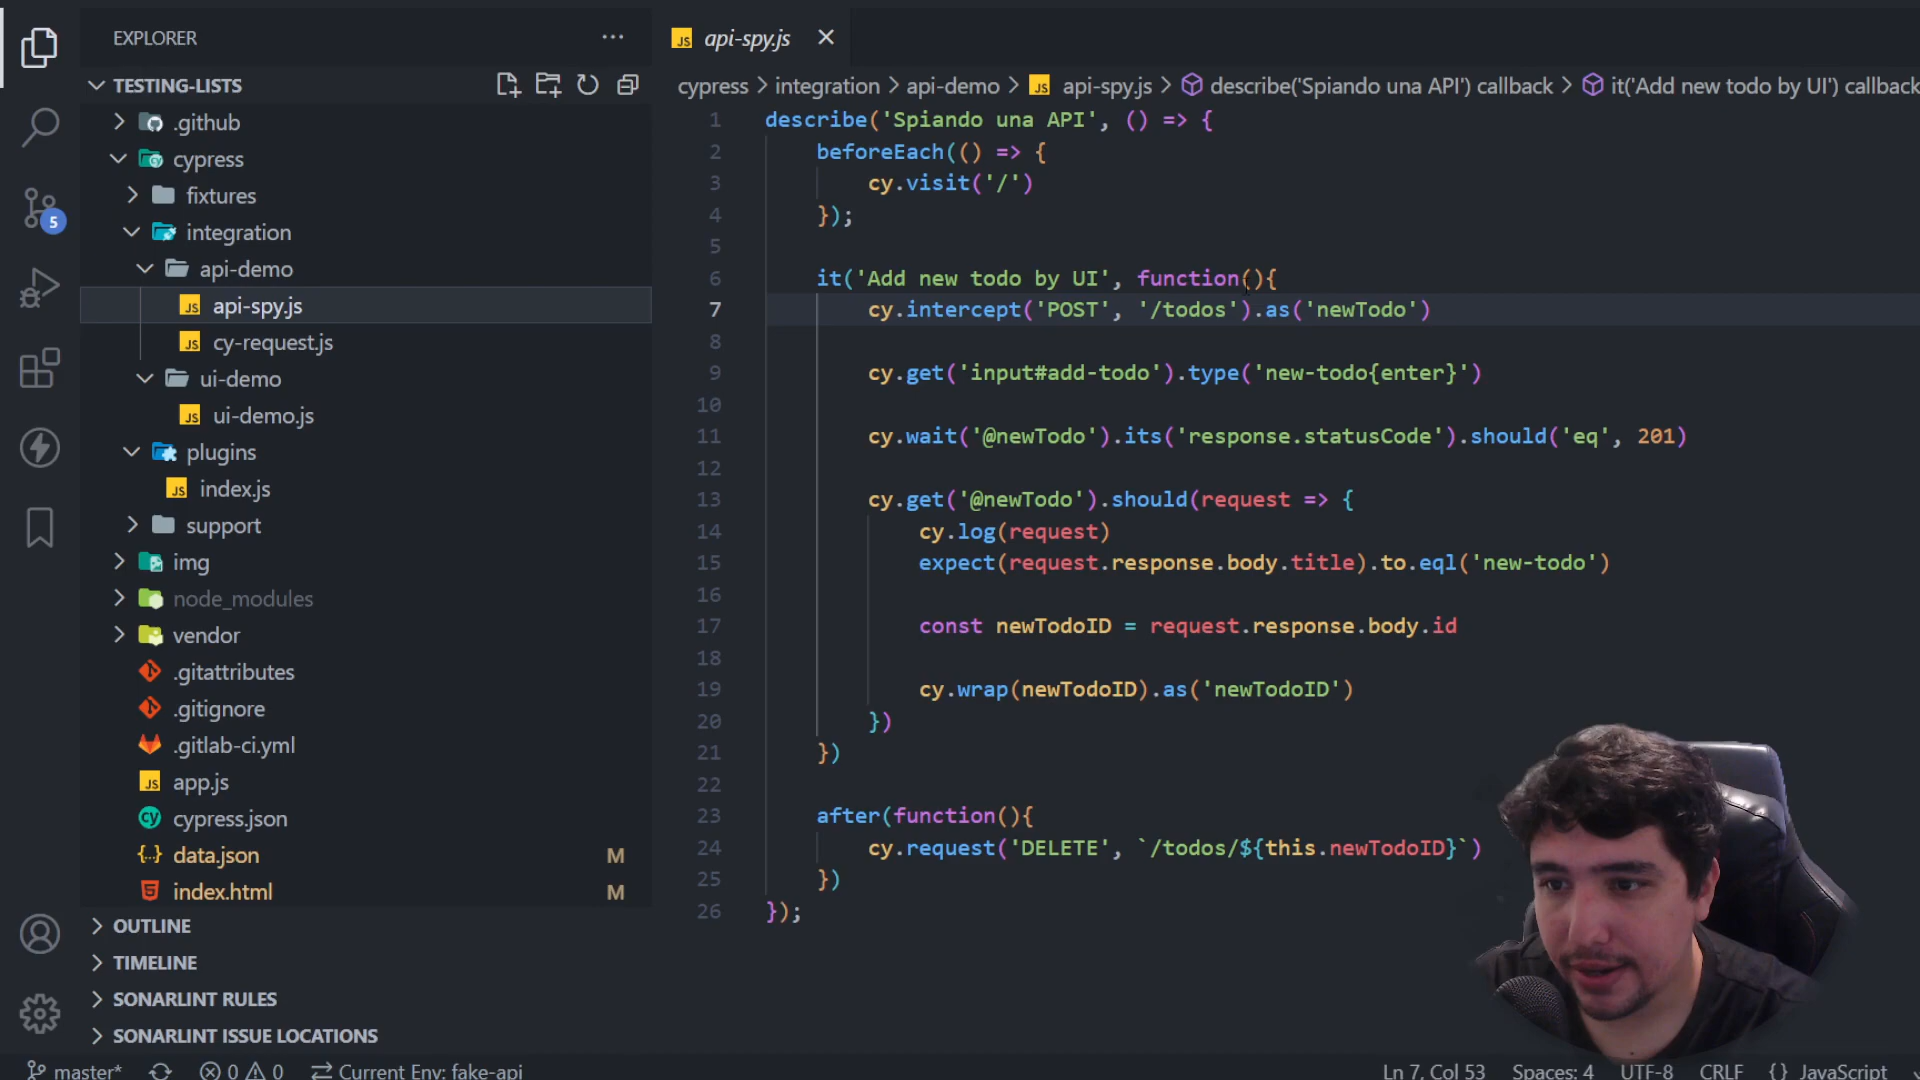 EXPLORER
TESTING-LISTS
.github
cypress
fixtures
integration
api-demo
api-spy.js
cy-request.js
ui-demo
ui-demo.js
plugins
index.js
support
img
node_modules
vendor
.gitattributes
.gitignore
.gitlab-ci.yml
app.js
cypress.json
data.json M
index.html M
OUTLINE
TIMELINE
SONARLINT RULES
SONARLINT ISSUE LOCATIONS
5
api-spy.js
cypress > integration > api-demo > JS api-spy.js > describe('Spiando una API') callback > it('Add new todo by UI') callback
1 describe('Spiando una API', () => {
2 beforeEach(() => {
3 cy.visit('/')
4 });
5
6 it('Add new todo by UI', function(){
7 cy.intercept('POST', '/todos').as('newTodo')
8
9 cy.get('input#add-todo').type('new-todo{enter}')
10
11 cy.wait('@newTodo').its('response.statusCode').should('eq', 201)
12
13 cy.get('@newTodo').should(request => {
14 cy.log(request)
15 expect(request.response.body.title).to.eql('new-todo')
16
17 const newTodoID = request.response.body.id
18
19 cy.wrap(newTodoID).as('newTodoID')
20 })
21 })
22
23 after(function(){
24 cy.request('DELETE', `/todos/${this.newTodoID}`)
25 })
26 });
master* 0 0 Current Env: fake-api Ln 7, Col 53 Spaces: 4 UTF-8 CRLF {} JavaScript